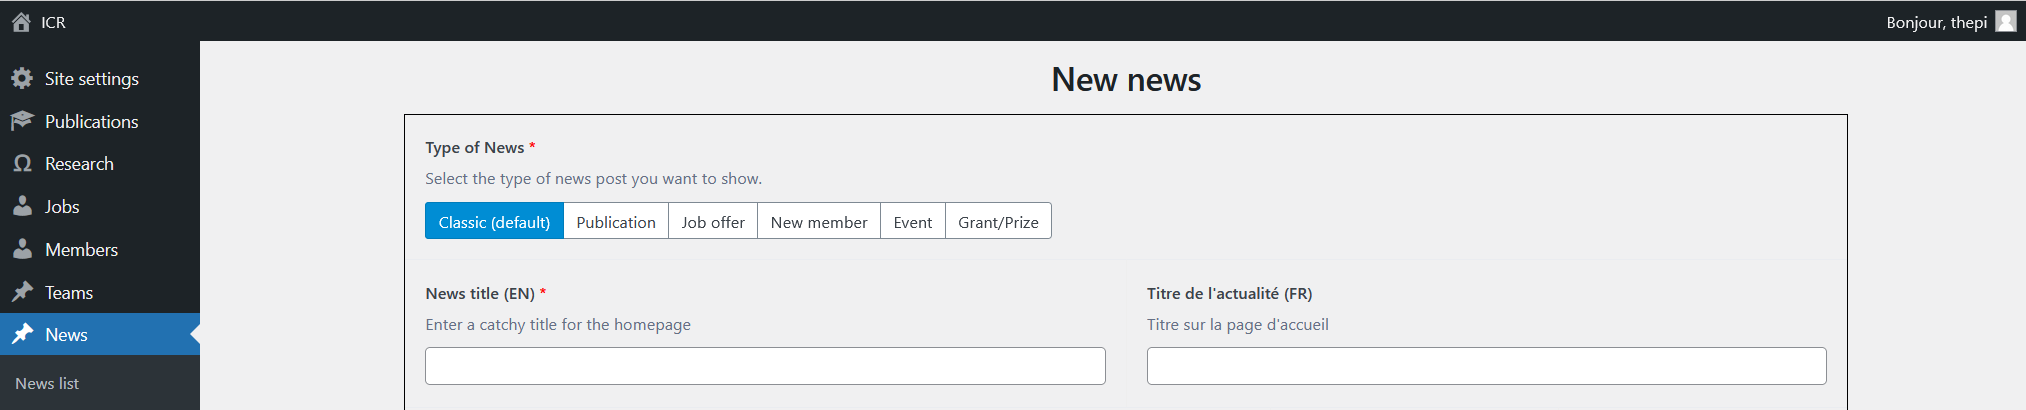 ICR
Bonjour, thepi
Site settings
Publications
Research
Jobs
Members
Teams
News
News list
New news
Type of News *
Select the type of news post you want to show.
Classic (default) Publication Job offer New member Event Grant/Prize
News title (EN) *
Enter a catchy title for the homepage
Titre de l'actualité (FR)
Titre sur la page d'accueil